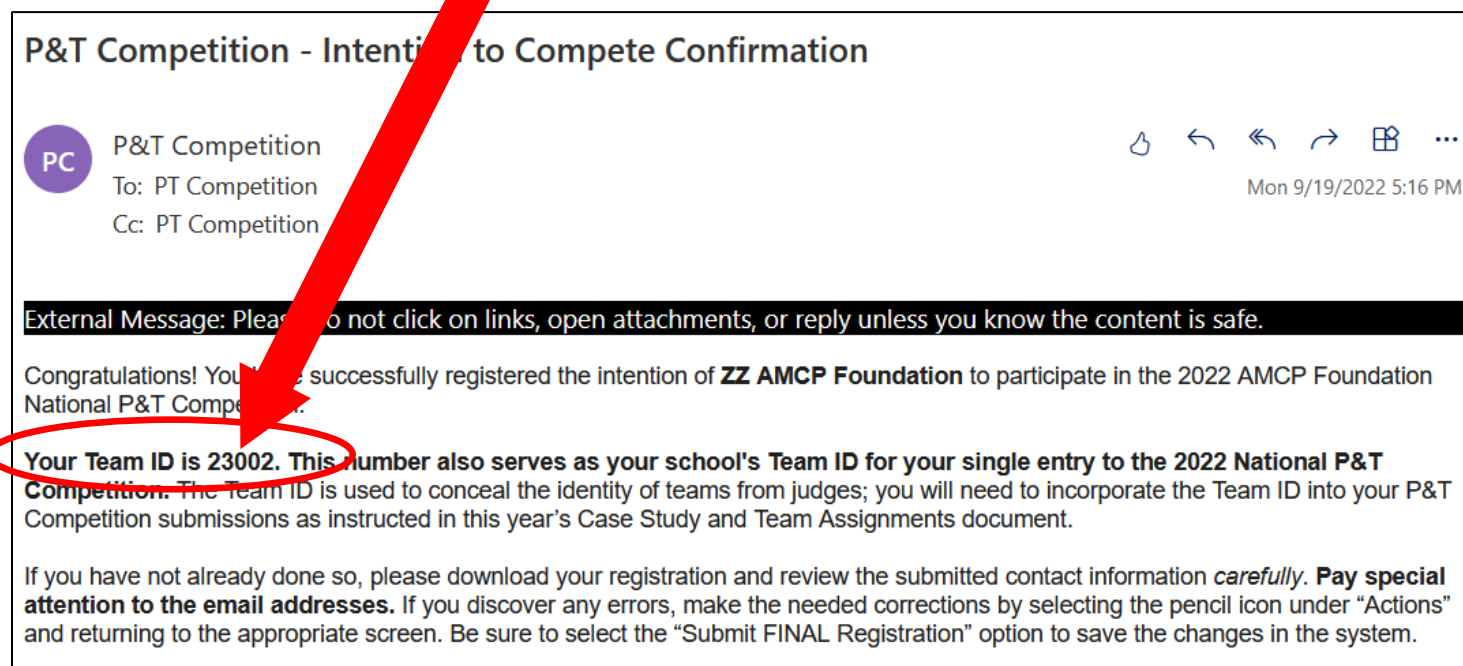 P&T Competition - Intention to Compete Confirmation
PC
P&T Competition
To: PT Competition
Cc: PT Competition
Mon 9/19/2022 5:16 PM
External Message: Please do not click on links, open attachments, or reply unless you know the content is safe.
Congratulations! You have successfully registered the intention of ZZ AMCP Foundation to participate in the 2022 AMCP Foundation
National P&T Competition.
Your Team ID is 23002. This number also serves as your school's Team ID for your single entry to the 2022 National P&T
Competition. The Team ID is used to conceal the identity of teams from judges; you will need to incorporate the Team ID into your P&T
Competition submissions as instructed in this year’s Case Study and Team Assignments document.
If you have not already done so, please download your registration and review the submitted contact information carefully. Pay special
attention to the email addresses. If you discover any errors, make the needed corrections by selecting the pencil icon under “Actions”
and returning to the appropriate screen. Be sure to select the “Submit FINAL Registration” option to save the changes in the system.